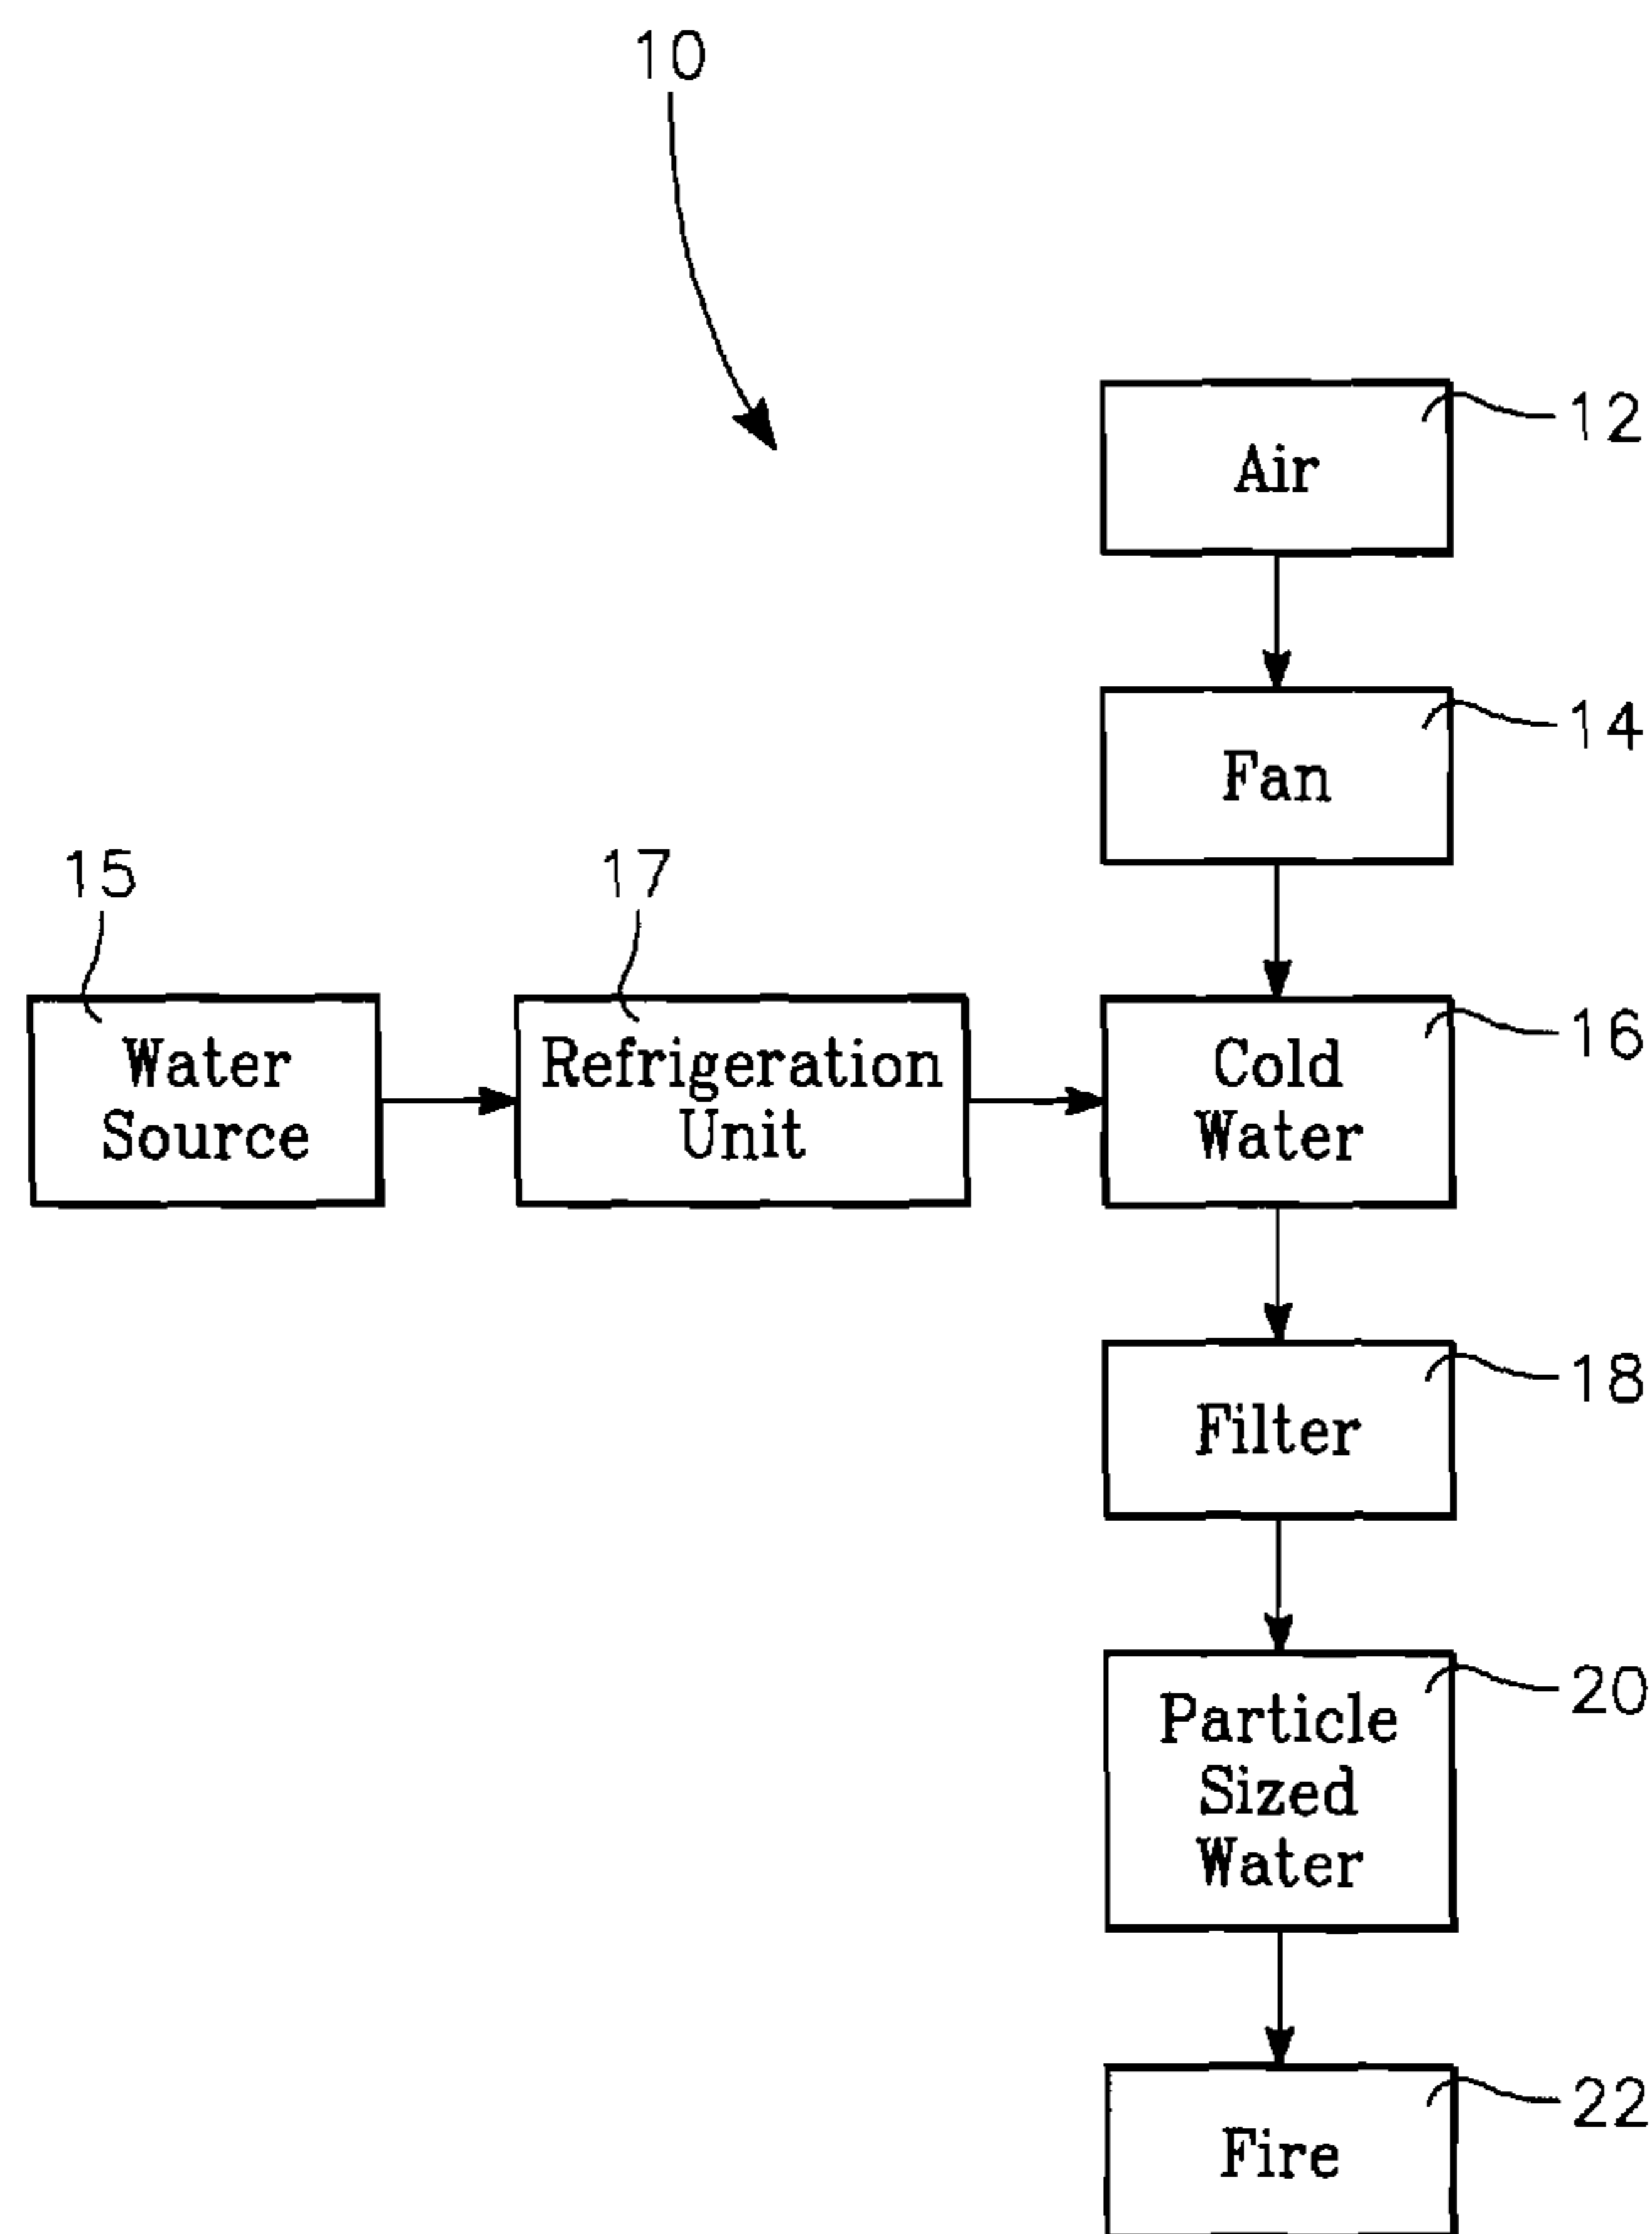 10
12
Air
14
Fan
15
17
16
Water
Source
Refrigeration
Unit
Cold
Water
18
Filter
20
Particle
Sized
Water
22
Fire